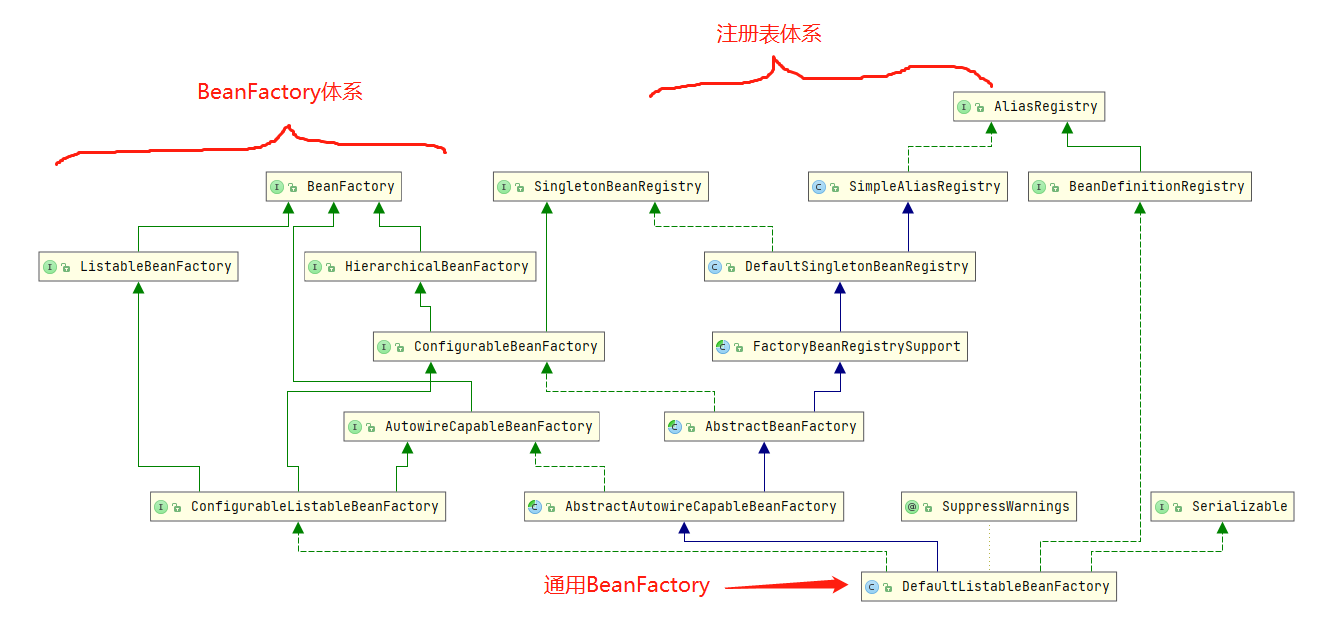 注册表体系
BeanFactory体系
AliasRegistry
BeanFactory
SingletonBeanRegistry
SimpleAliasRegistry
BeanDefinitionRegistry
ListableBeanFactory
HierarchicalBeanFactory
DefaultSingletonBeanRegistry
ConfigurableBeanFactory
FactoryBeanRegistrySupport
AutowireCapableBeanFactory
AbstractBeanFactory
ConfigurableListableBeanFactory
AbstractAutowireCapableBeanFactory
SuppressWarnings
Serializable
通用BeanFactory
DefaultListableBeanFactory